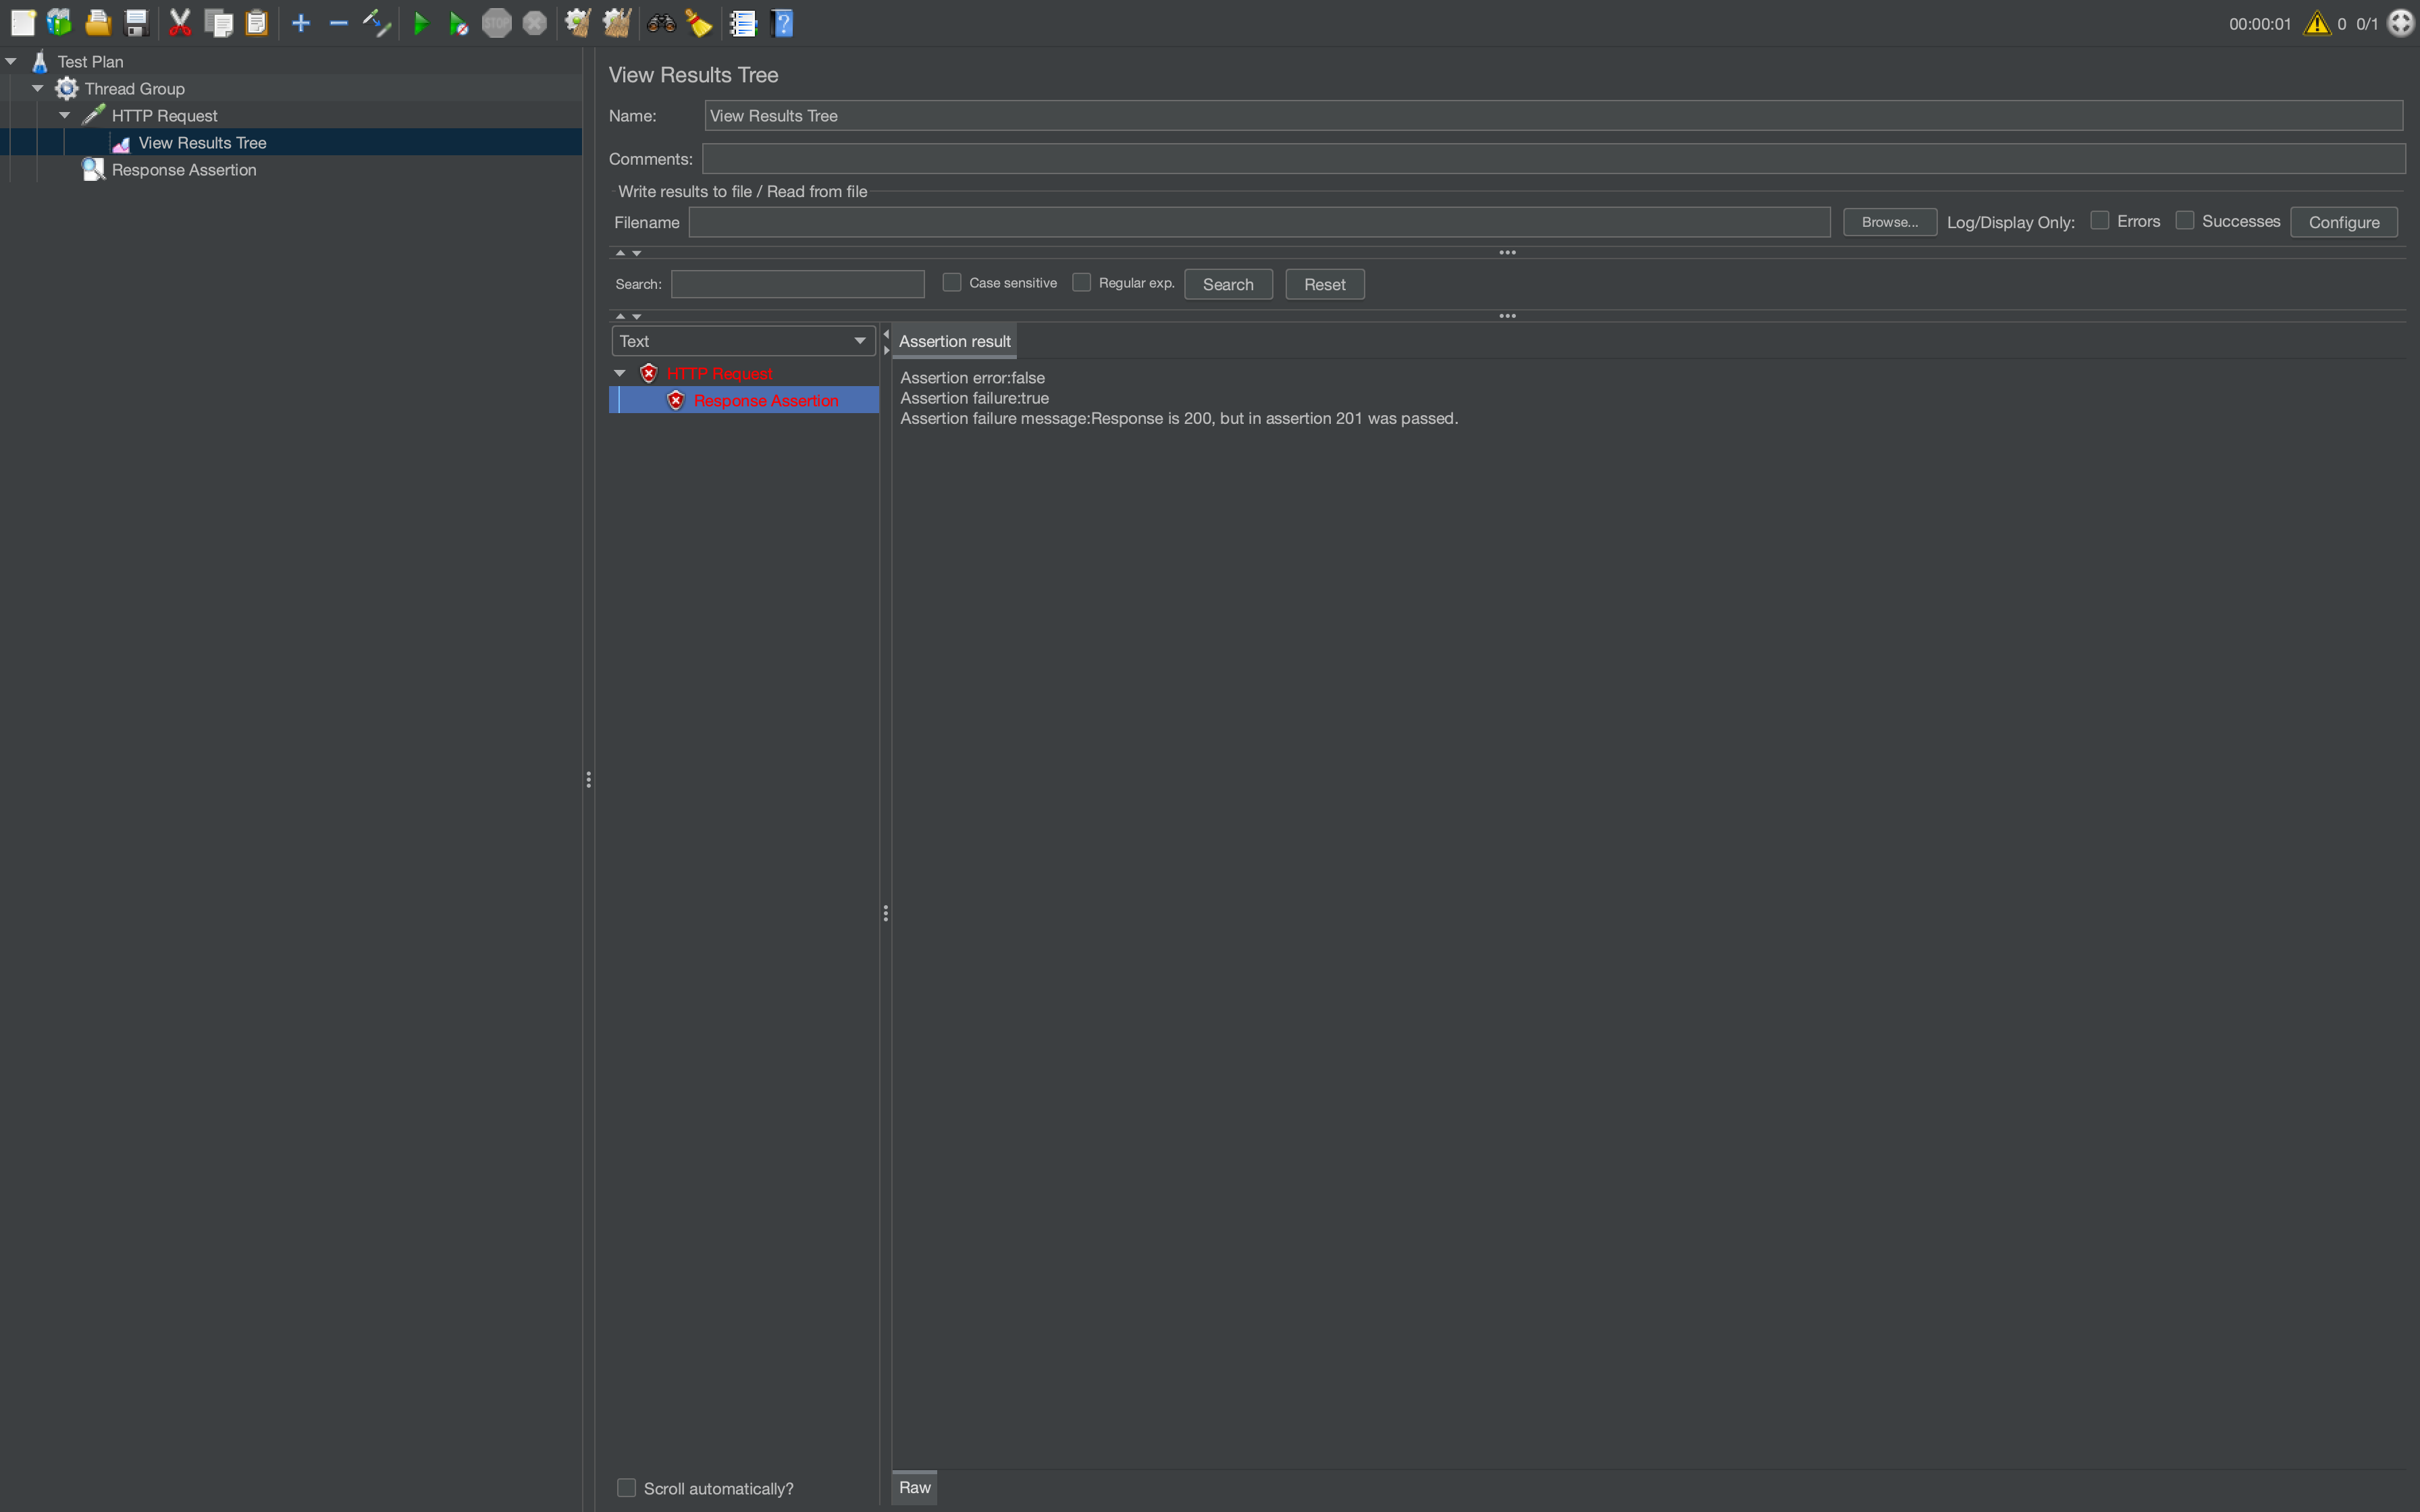 STOP
00:00:01
0
0/1
Test Plan
Thread Group
HTTP Request
View Results Tree
Response Assertion
View Results Tree
Name:
View Results Tree
Comments:
Write results to file / Read from file
Filename
Browse...
Log/Display Only:
Errors
Successes
Configure
Search:
Case sensitive
Regular exp.
Search
Reset
Text
HTTP Request
Response Assertion
Assertion result
Assertion error:false
Assertion failure:true
Assertion failure message:Response is 200, but in assertion 201 was passed.
Scroll automatically?
Raw